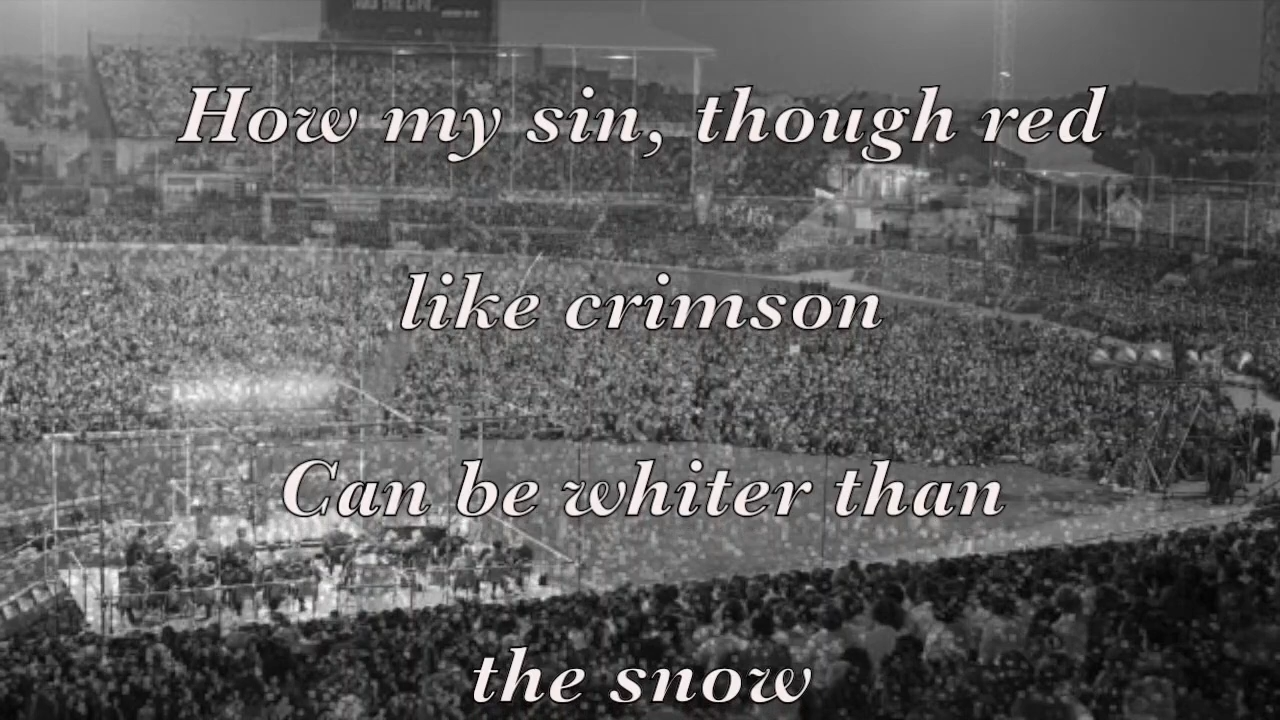 How my sin, though red
like crimson
Can be whiter than
the snow